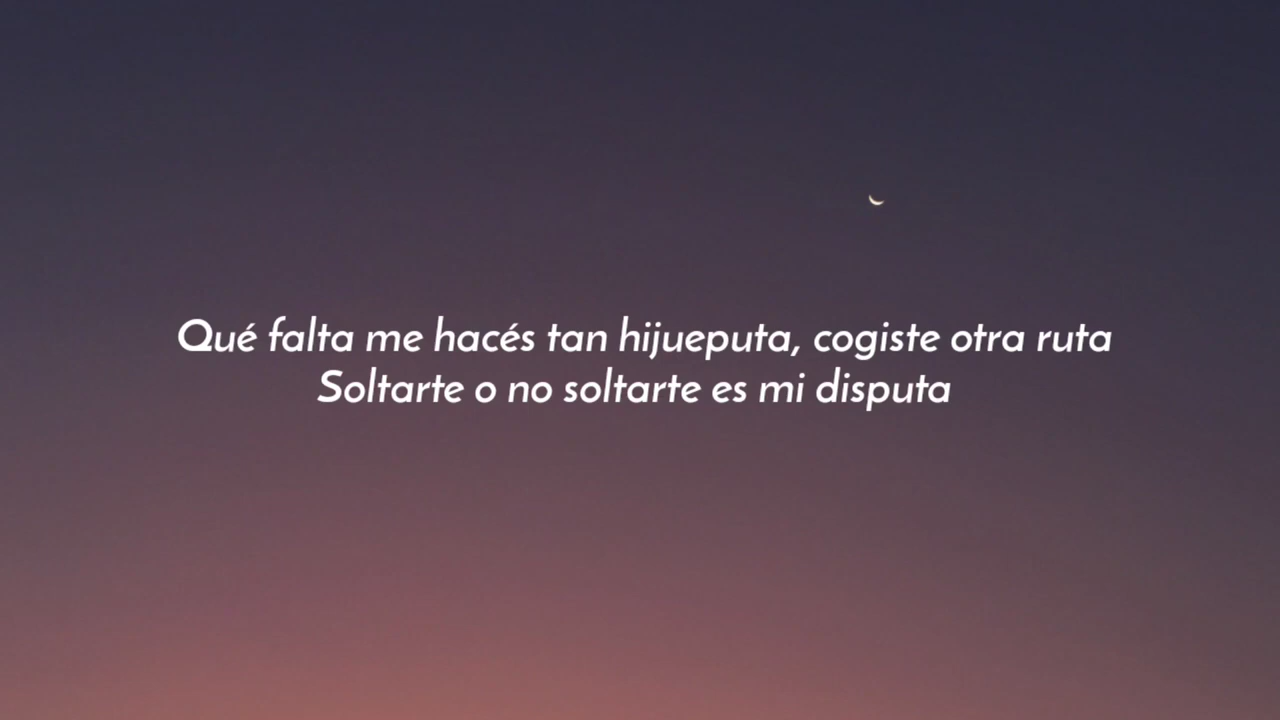 Qué falta me hacés tan hijueputa, cogiste otra ruta
Soltarte o no soltarte es mi disputa